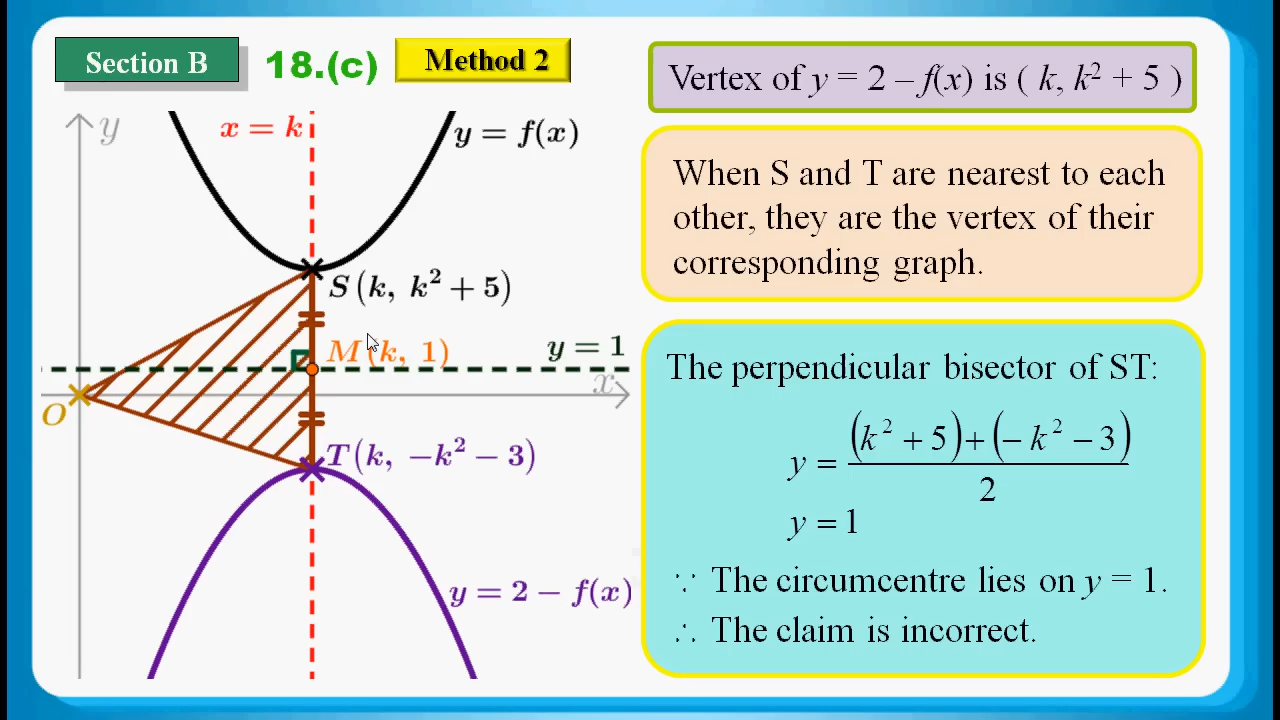 Section B
18.(c)
Method 2
Vertex of y = 2 – f(x) is ( k, k² + 5 )
y
x = k
y = f(x)
When S and T are nearest to each
other, they are the vertex of their
corresponding graph.
S(k, k² + 5)
M(k, 1)
y = 1
x
O
T(k, −k² − 3)
y = 2 − f(x)
The perpendicular bisector of ST:
y = ((k² + 5) + (− k² − 3)) / 2
y = 1
∵ The circumcentre lies on y = 1.
∴ The claim is incorrect.